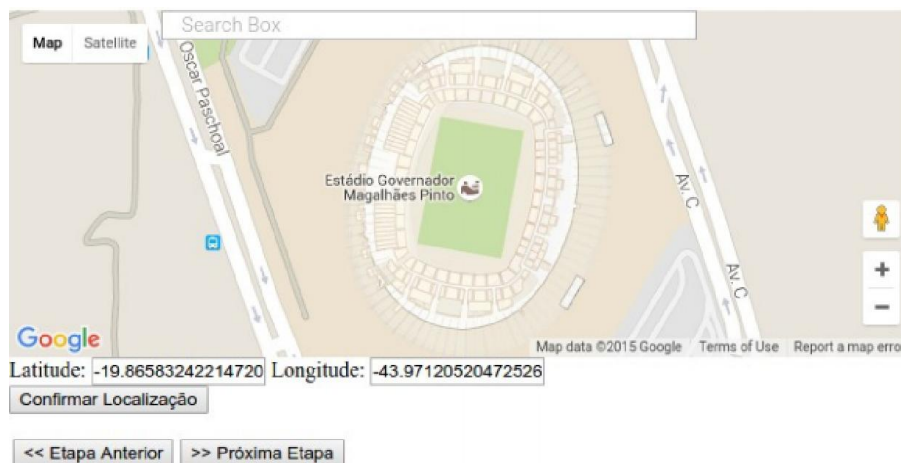 Search Box
Map Satellite
Oscar Paschoal
Estádio Governador
Magalhães Pinto
Av. C
Av. C
+
−
Google
Map data ©2015 Google Terms of Use Report a map erro
Latitude: -19.86583242214720 Longitude: -43.97120520472526
Confirmar Localização
<< Etapa Anterior >> Próxima Etapa